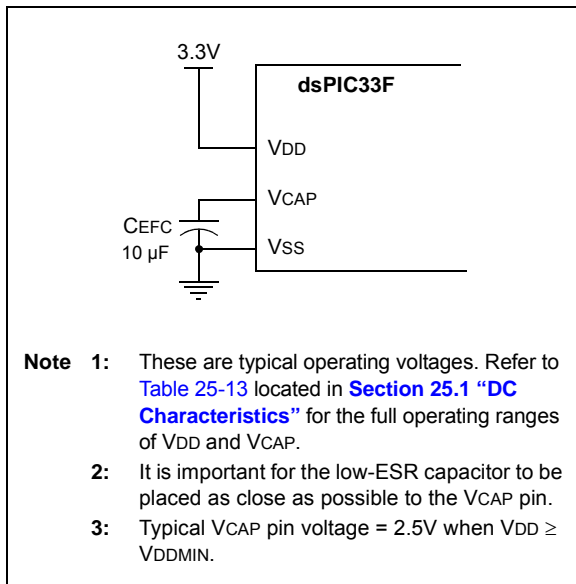 3.3V
dsPIC33F
VDD
VCAP
CEFC
10 µF
VSS
Note 1: These are typical operating voltages. Refer to
Table 25-13 located in Section 25.1 “DC
Characteristics” for the full operating ranges
of VDD and VCAP.
2: It is important for the low-ESR capacitor to be
placed as close as possible to the VCAP pin.
3: Typical VCAP pin voltage = 2.5V when VDD ≥
VDDMIN.